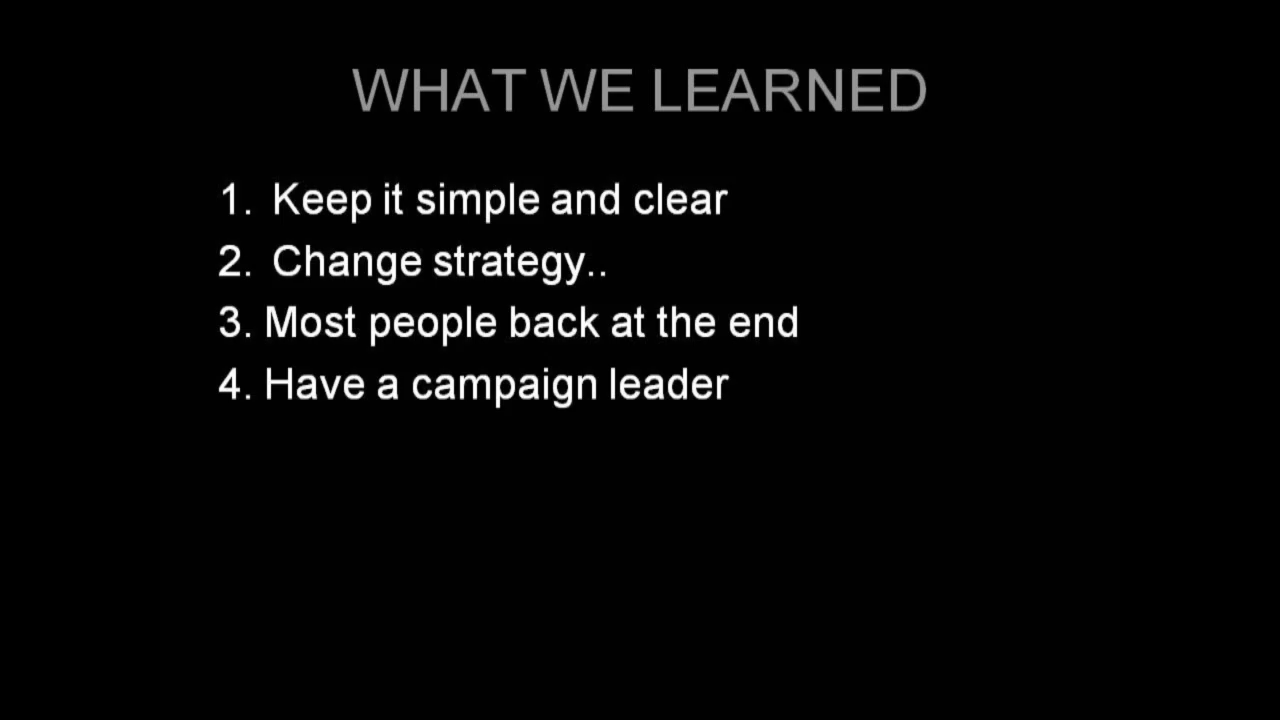 WHAT WE LEARNED
1. Keep it simple and clear
2. Change strategy..
3. Most people back at the end
4. Have a campaign leader